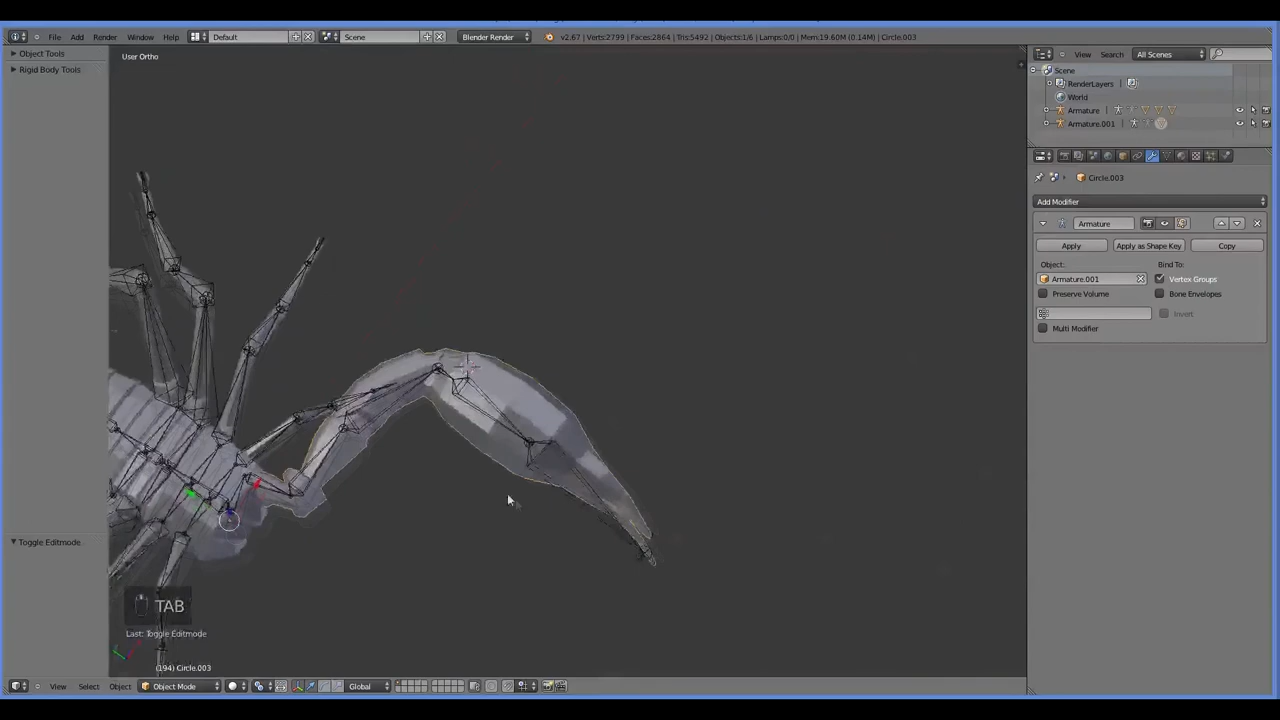 File Add Render Window Help Default Scene Blender Render v2.67 | Verts:2799 | Faces:2864 | Tris:5492 | Objects:1/6 | Lamps:0/0 | Mem:19.60M (0.14M) | Circle.003
Object Tools
Rigid Body Tools
User Ortho
View Search All Scenes
Scene
RenderLayers
World
Armature
Armature.001
Circle.003
Add Modifier
Armature
Apply Apply as Shape Key Copy
Object: Bind To:
Armature.001 Vertex Groups
Preserve Volume Bone Envelopes
Invert
Multi Modifier
Toggle Editmode
TAB
Last: Toggle Editmode
(194) Circle.003
View Select Object Object Mode Global